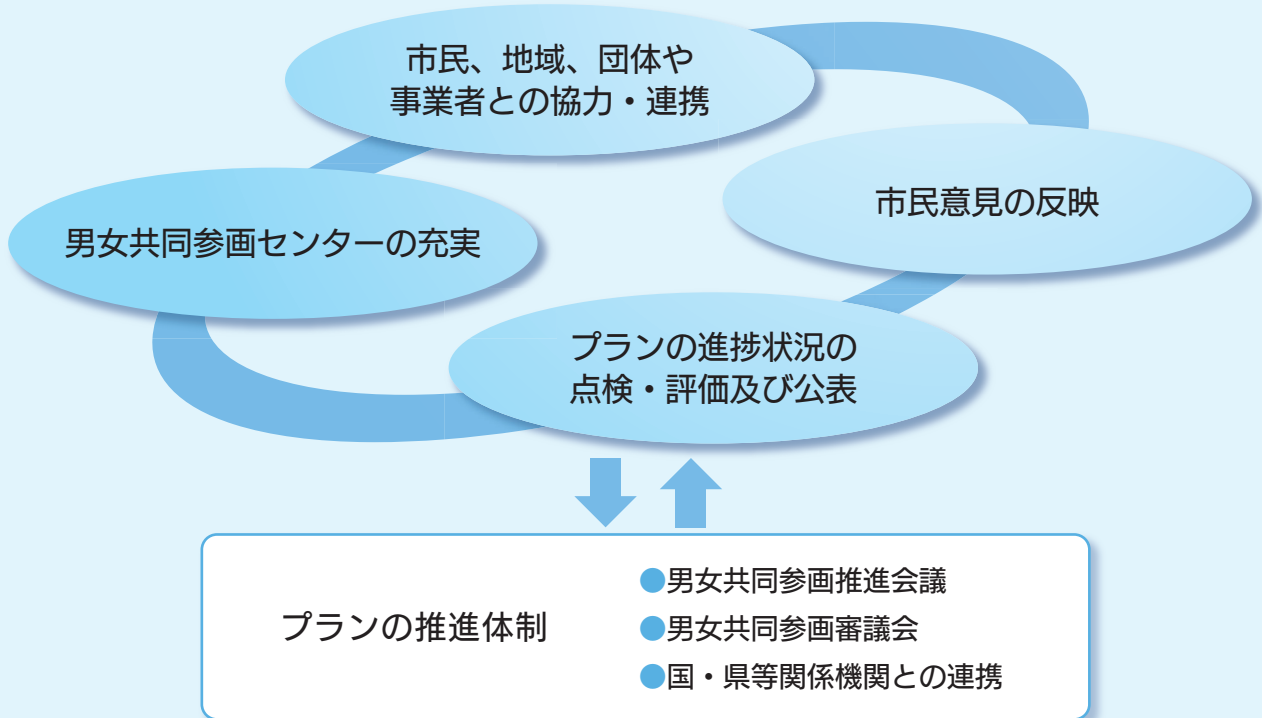 市民、地域、団体や
事業者との協力・連携
市民意見の反映
男女共同参画センターの充実
プランの進捗状況の
点検・評価及び公表
プランの推進体制
●男女共同参画推進会議
●男女共同参画審議会
●国・県等関係機関との連携